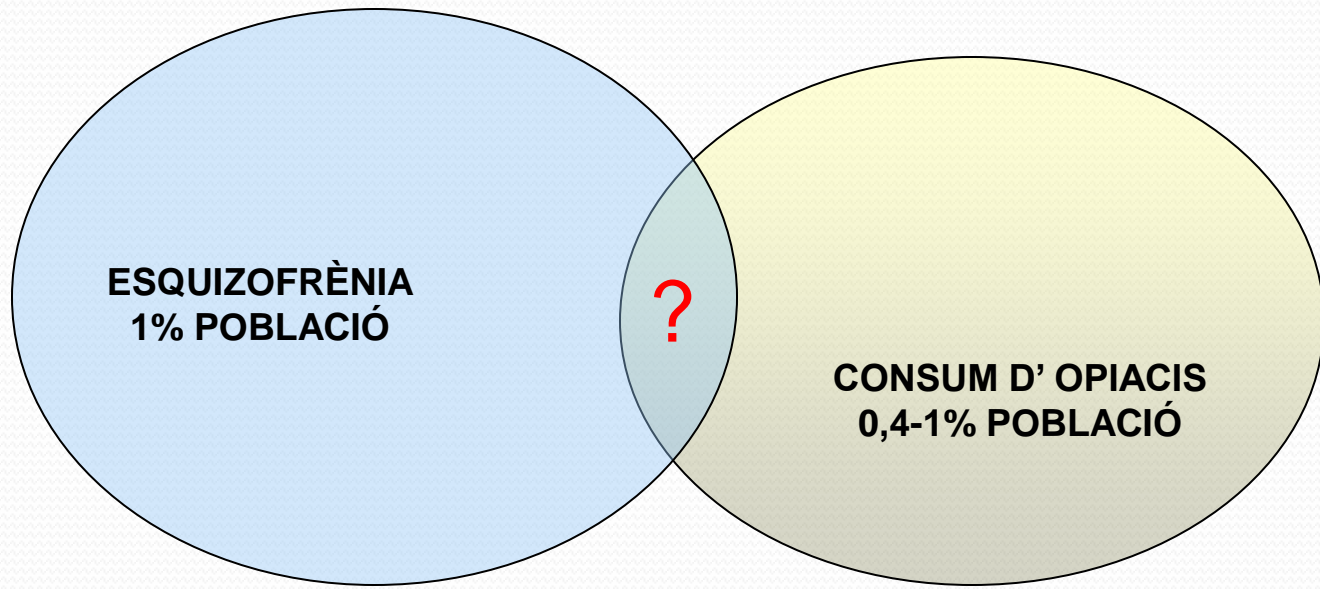 ESQUIZOFRÈNIA
1% POBLACIÓ
?
CONSUM D’ OPIACIS
0,4-1% POBLACIÓ